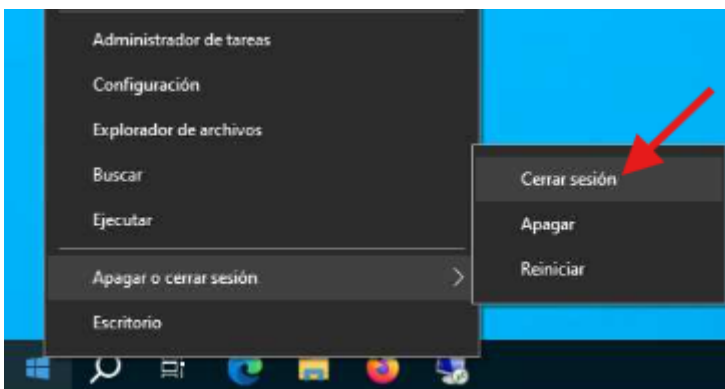 Administrador de tareas
Configuración
Explorador de archivos
Buscar
Ejecutar
Apagar o cerrar sesión
Escritorio
Cerrar sesión
Apagar
Reiniciar